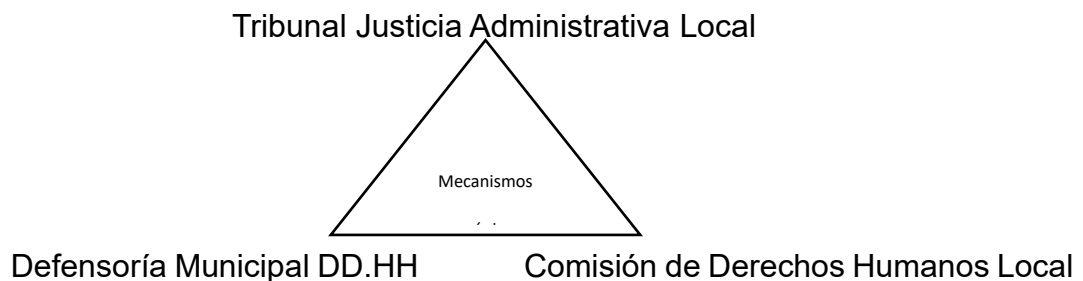 Tribunal Justicia Administrativa Local
Mecanismos
Defensoría Municipal DD.HH
Comisión de Derechos Humanos Local